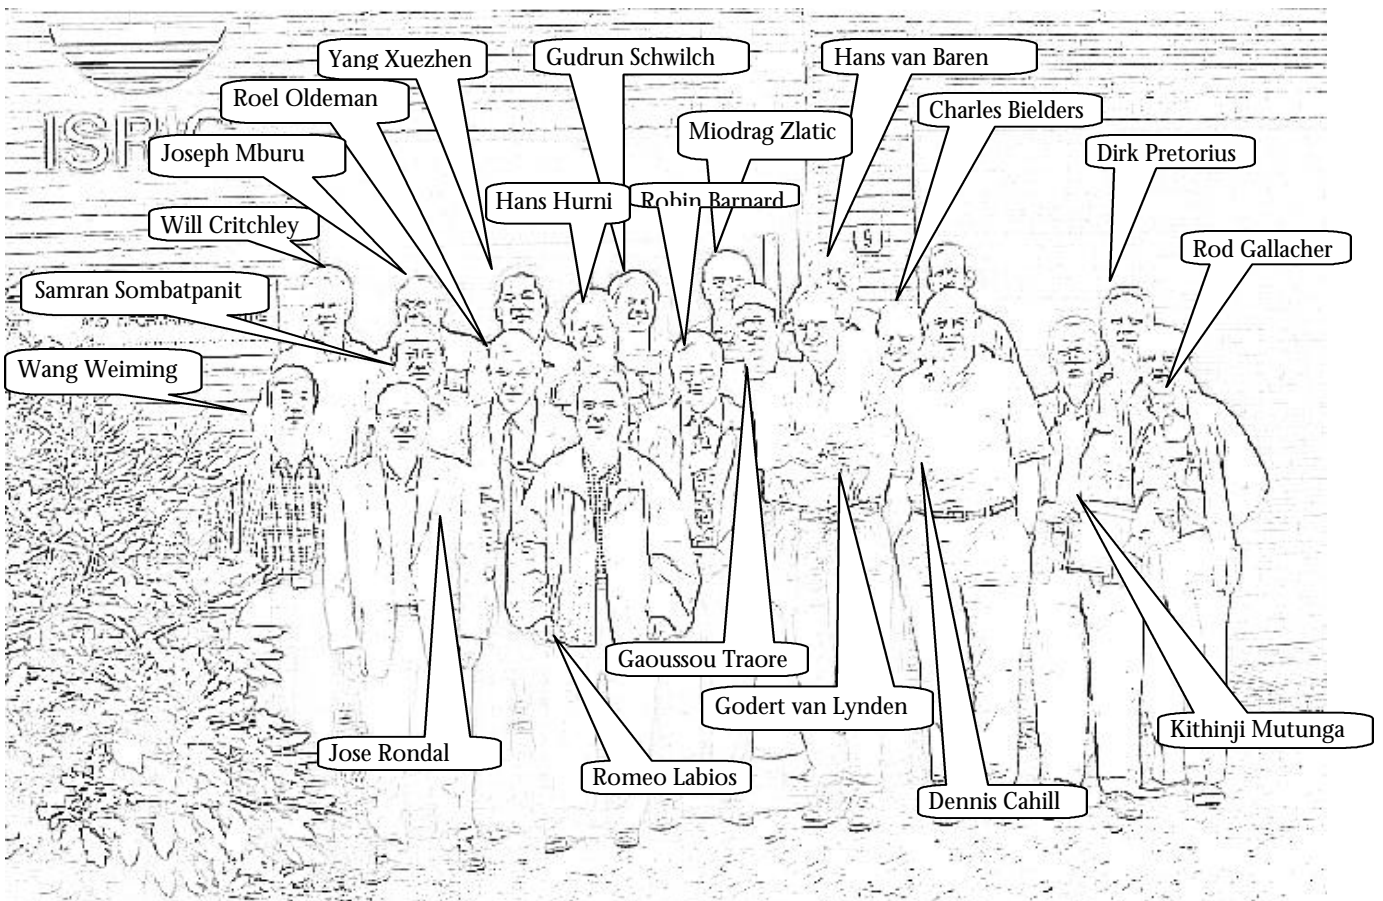 Yang Xuezhen
Gudrun Schwilch
Hans van Baren
Roel Oldeman
Charles Bielders
Miodrag Zlatic
ISRIC
Joseph Mburu
Dirk Pretorius
Hans Hurni
Robin Barnard
Will Critchley
Rod Gallacher
Samran Sombatpanit
Wang Weiming
Gaoussou Traore
Godert van Lynden
Kithinji Mutunga
Jose Rondal
Romeo Labios
Dennis Cahill